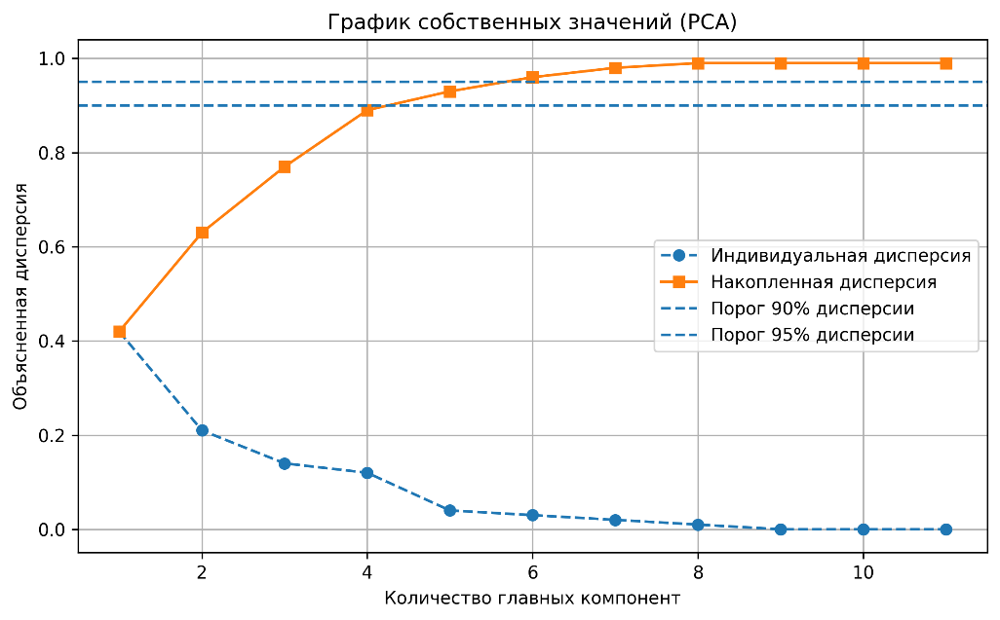 График собственных значений (PCA)
1.0
0.8
0.6
0.4
0.2
0.0
Объясненная дисперсия
Индивидуальная дисперсия
Накопленная дисперсия
Порог 90% дисперсии
Порог 95% дисперсии
2 4 6 8 10
Количество главных компонент